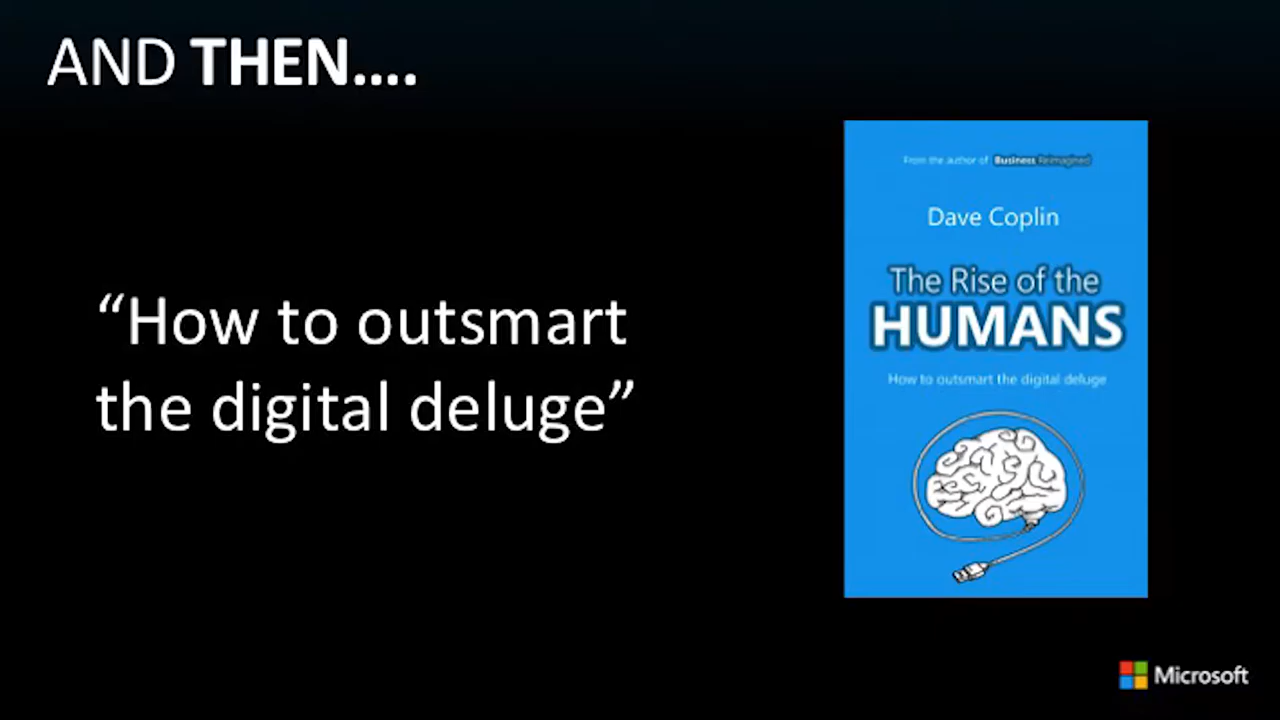 AND THEN....
“How to outsmart
the digital deluge”
From the author of Business Reimagined
Dave Coplin
The Rise of the
HUMANS
How to outsmart the digital deluge
Microsoft